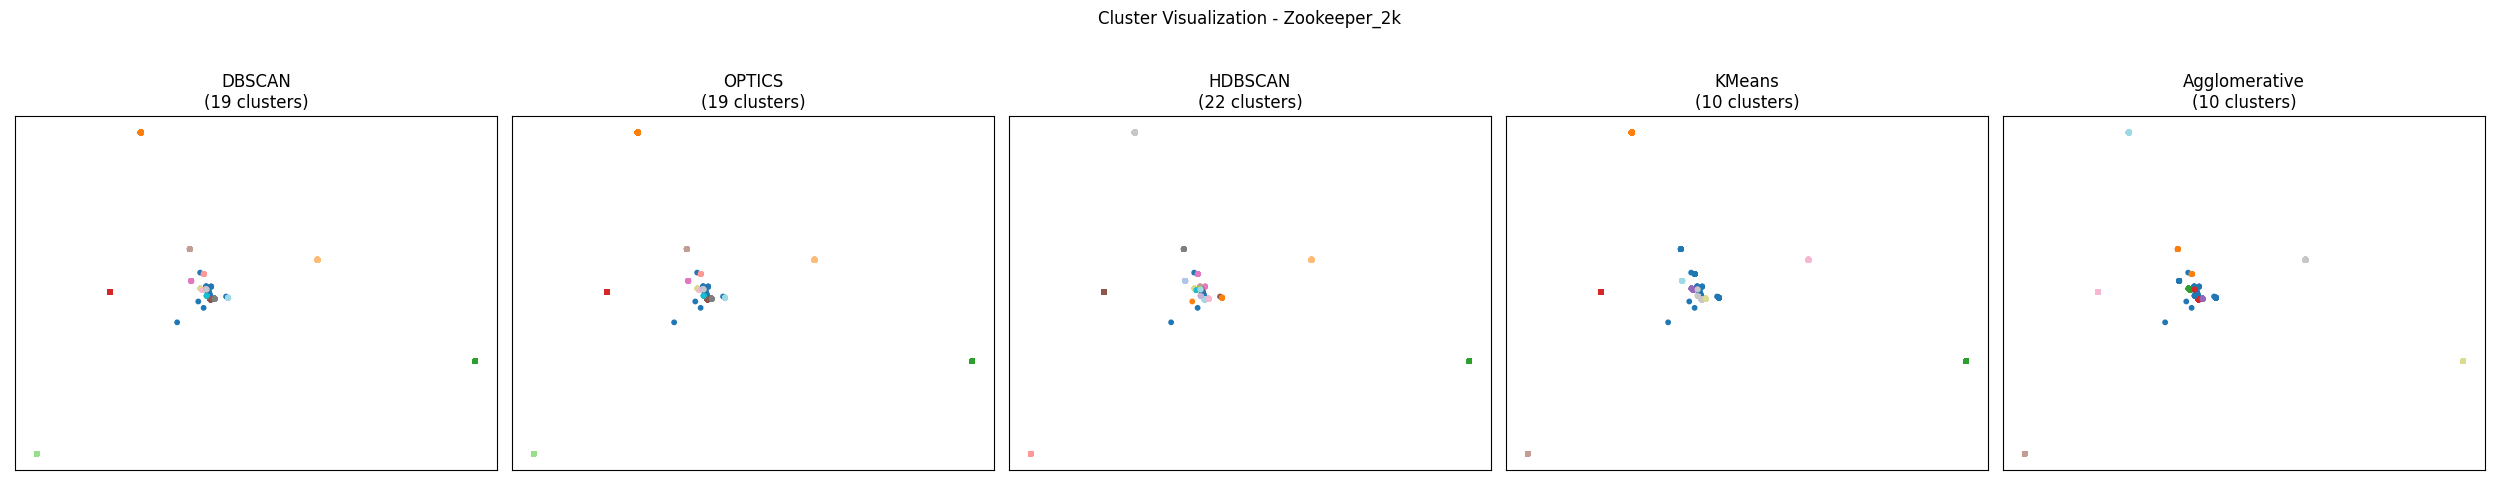 Cluster Visualization - Zookeeper_2k
DBSCAN
(19 clusters)
OPTICS
(19 clusters)
HDBSCAN
(22 clusters)
KMeans
(10 clusters)
Agglomerative
(10 clusters)